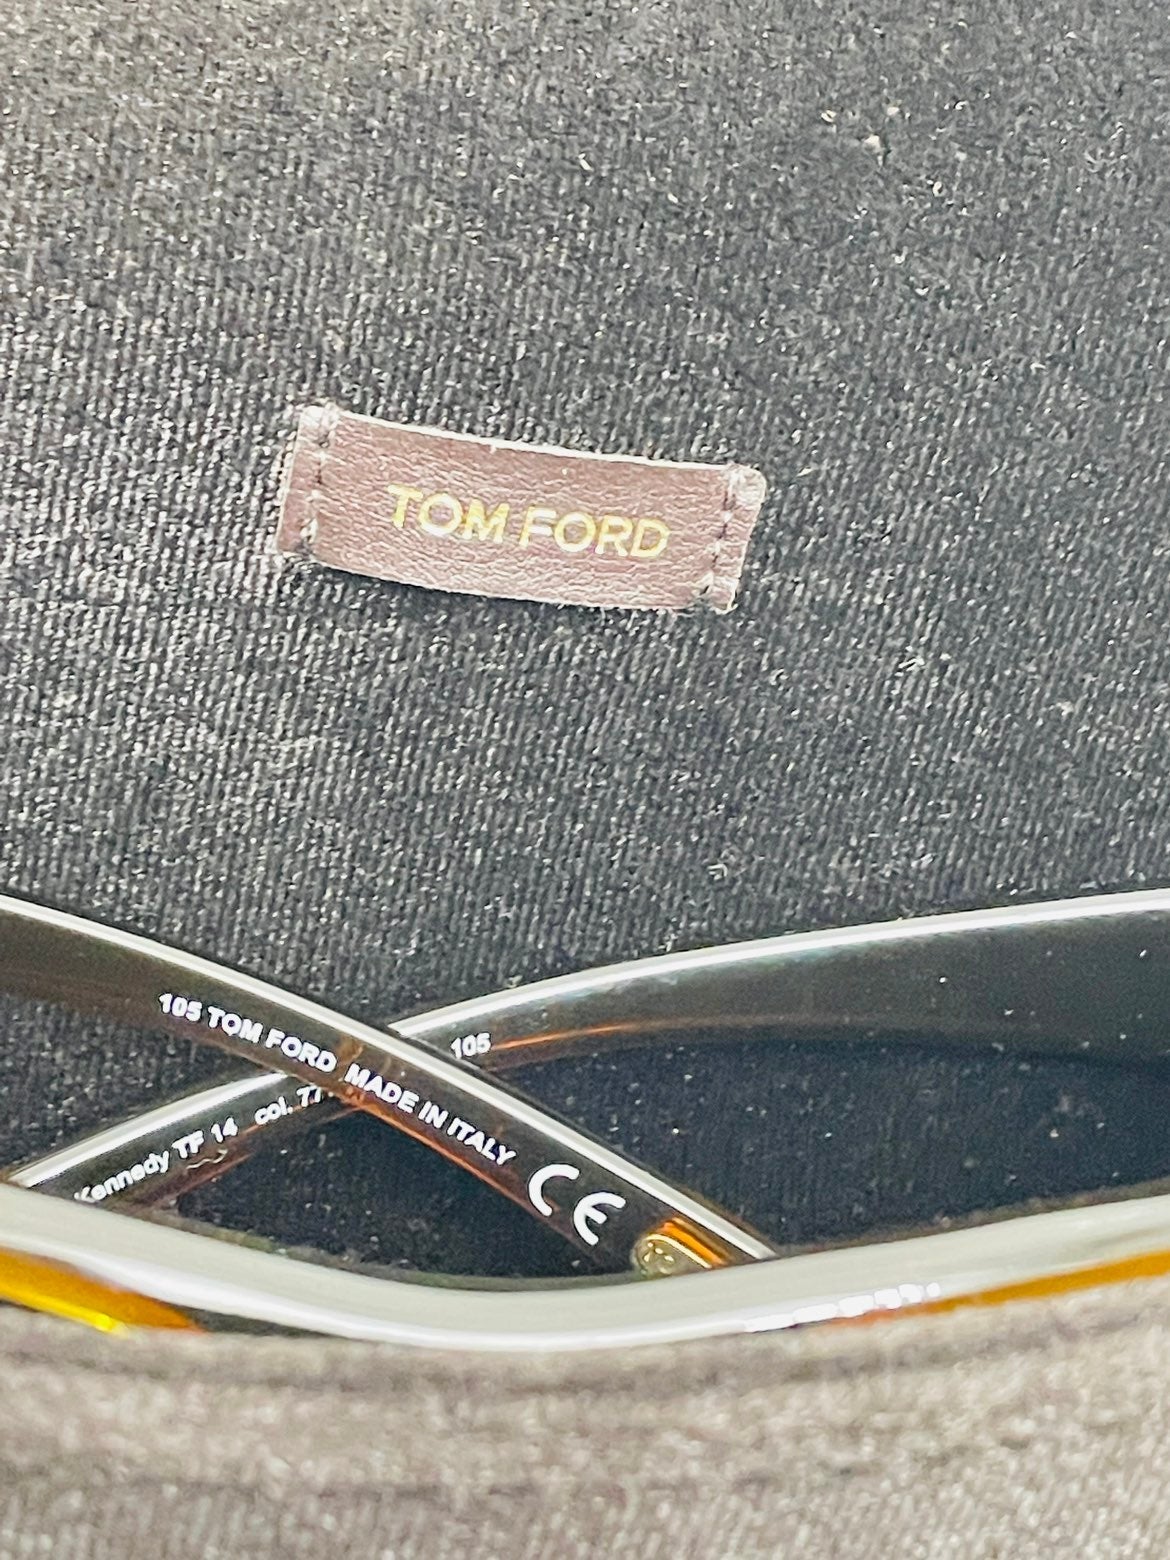 TOM FORD
105 TOM FORD MADE IN ITALY CE
105
Kennedy TF 14 col.